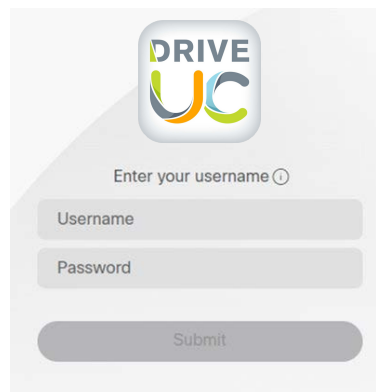 DRIVE
UC
Enter your username
Username
Password
Submit